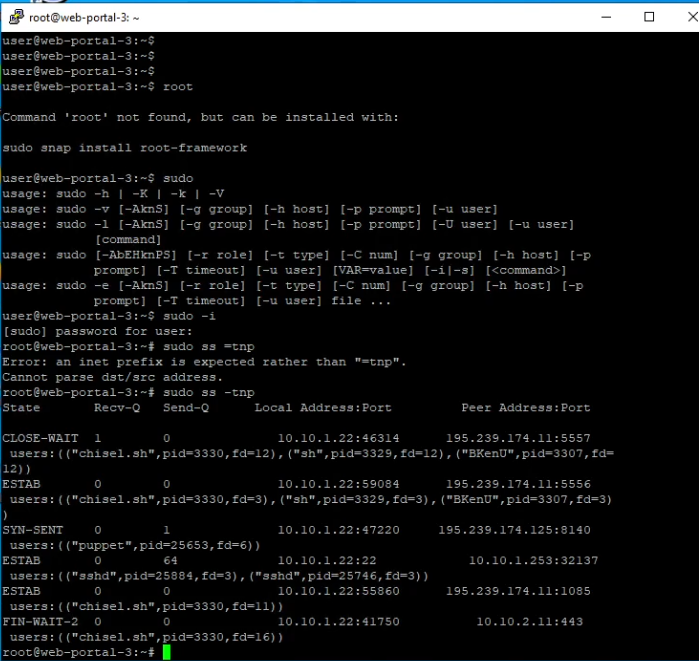 root@web-portal-3: ~
user@web-portal-3:~$
user@web-portal-3:~$
user@web-portal-3:~$
user@web-portal-3:~$ root
Command 'root' not found, but can be installed with:
sudo snap install root-framework
user@web-portal-3:~$ sudo
usage: sudo -h | -K | -k | -V
usage: sudo -v [-AknS] [-g group] [-h host] [-p prompt] [-u user]
usage: sudo -l [-AknS] [-g group] [-h host] [-p prompt] [-U user] [-u user]
[command]
usage: sudo [-AbEHknPS] [-r role] [-t type] [-C num] [-g group] [-h host] [-p
prompt] [-T timeout] [-u user] [VAR=value] [-i|-s] [<command>]
usage: sudo -e [-AknS] [-r role] [-t type] [-C num] [-g group] [-h host] [-p
prompt] [-T timeout] [-u user] file ...
user@web-portal-3:~$ sudo -i
[sudo] password for user:
root@web-portal-3:~# sudo ss =tnp
Error: an inet prefix is expected rather than "=tnp".
Cannot parse dst/src address.
root@web-portal-3:~# sudo ss -tnp
State Recv-Q Send-Q Local Address:Port Peer Address:Port
CLOSE-WAIT 1 0 10.10.1.22:46314 195.239.174.11:5557
users:(("chisel.sh",pid=3330,fd=12),("sh",pid=3329,fd=12),("BKenU",pid=3307,fd=
12))
ESTAB 0 0 10.10.1.22:59084 195.239.174.11:5556
users:(("chisel.sh",pid=3330,fd=3),("sh",pid=3329,fd=3),("BKenU",pid=3307,fd=3)
)
SYN-SENT 0 1 10.10.1.22:47220 195.239.174.125:8140
users:(("puppet",pid=25653,fd=6))
ESTAB 0 64 10.10.1.22:22 10.10.1.253:32137
users:(("sshd",pid=25884,fd=3),("sshd",pid=25746,fd=3))
ESTAB 0 0 10.10.1.22:55860 195.239.174.11:1085
users:(("chisel.sh",pid=3330,fd=11))
FIN-WAIT-2 0 0 10.10.1.22:41750 10.10.2.11:443
users:(("chisel.sh",pid=3330,fd=16))
root@web-portal-3:~#